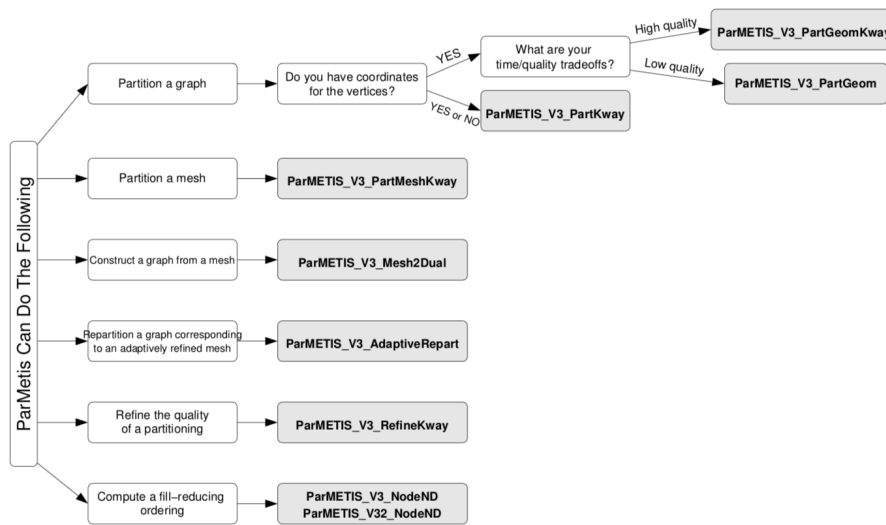 ParMetis Can Do The Following
Partition a graph
Do you have coordinates
for the vertices?
YES
YES or NO
What are your
time/quality tradeoffs?
High quality
Low quality
ParMETIS_V3_PartGeomKway
ParMETIS_V3_PartGeom
ParMETIS_V3_PartKway
Partition a mesh
ParMETIS_V3_PartMeshKway
Construct a graph from a mesh
ParMETIS_V3_Mesh2Dual
Repartition a graph corresponding
to an adaptively refined mesh
ParMETIS_V3_AdaptiveRepart
Refine the quality
of a partitioning
ParMETIS_V3_RefineKway
Compute a fill−reducing
ordering
ParMETIS_V3_NodeND
ParMETIS_V32_NodeND